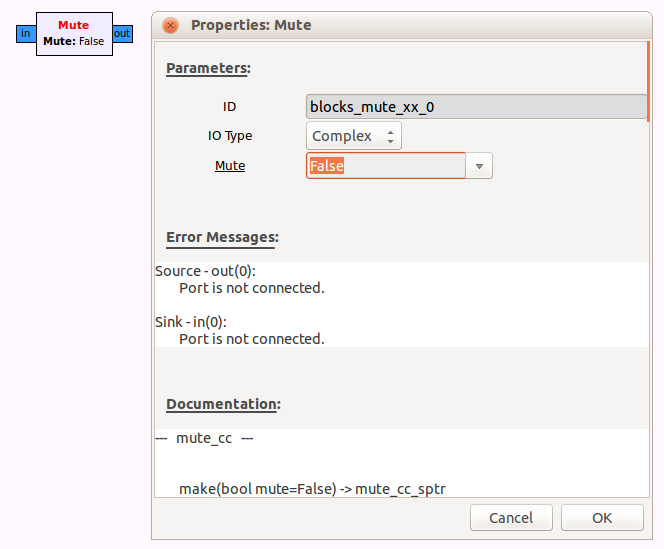 Mute
in
Mute: False
out
Properties: Mute
Parameters:
ID
blocks_mute_xx_0
IO Type
Complex
Mute
False
Error Messages:
Source - out(0):
Port is not connected.
Sink - in(0):
Port is not connected.
Documentation:
--- mute_cc ---
make(bool mute=False) -> mute_cc_sptr
Cancel
OK